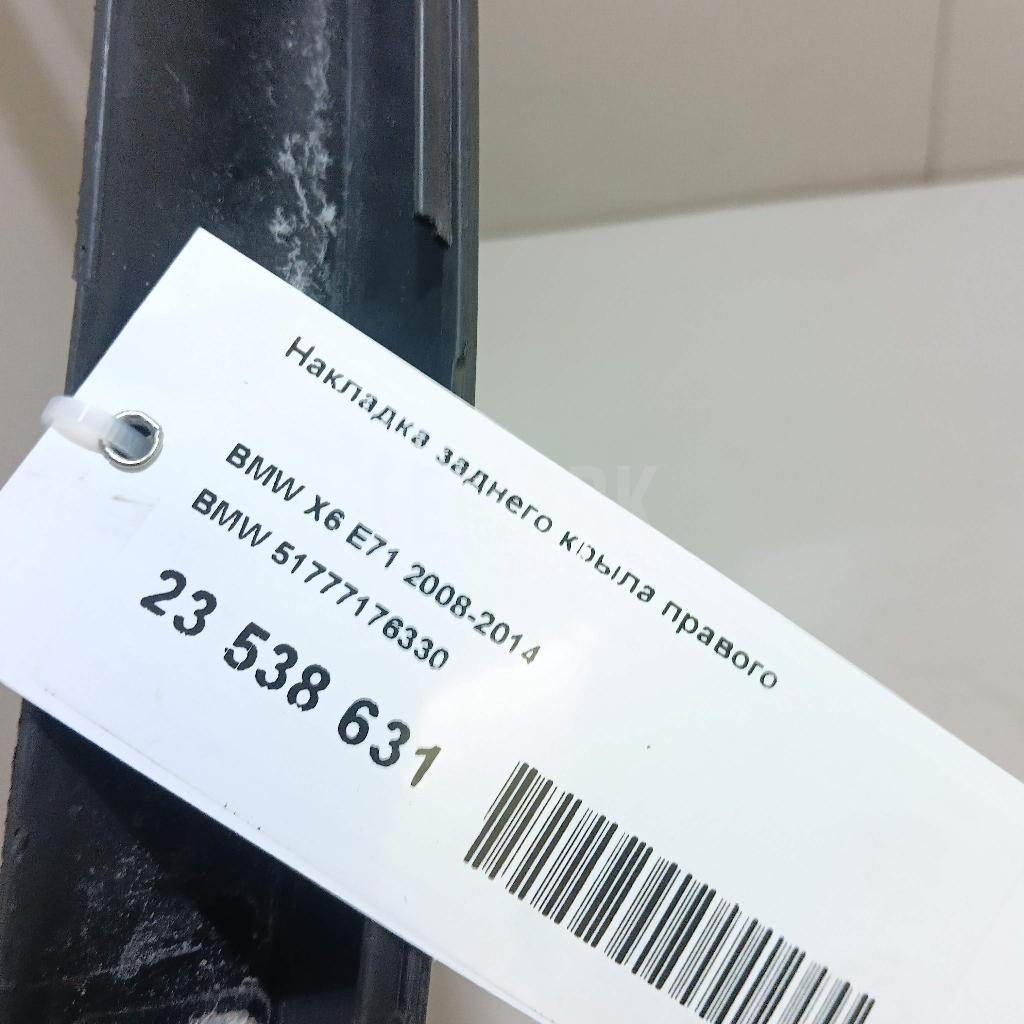 Накладка заднего крыла правого
BMW X6 E71 2008-2014
BMW 51777176330
23 538 631